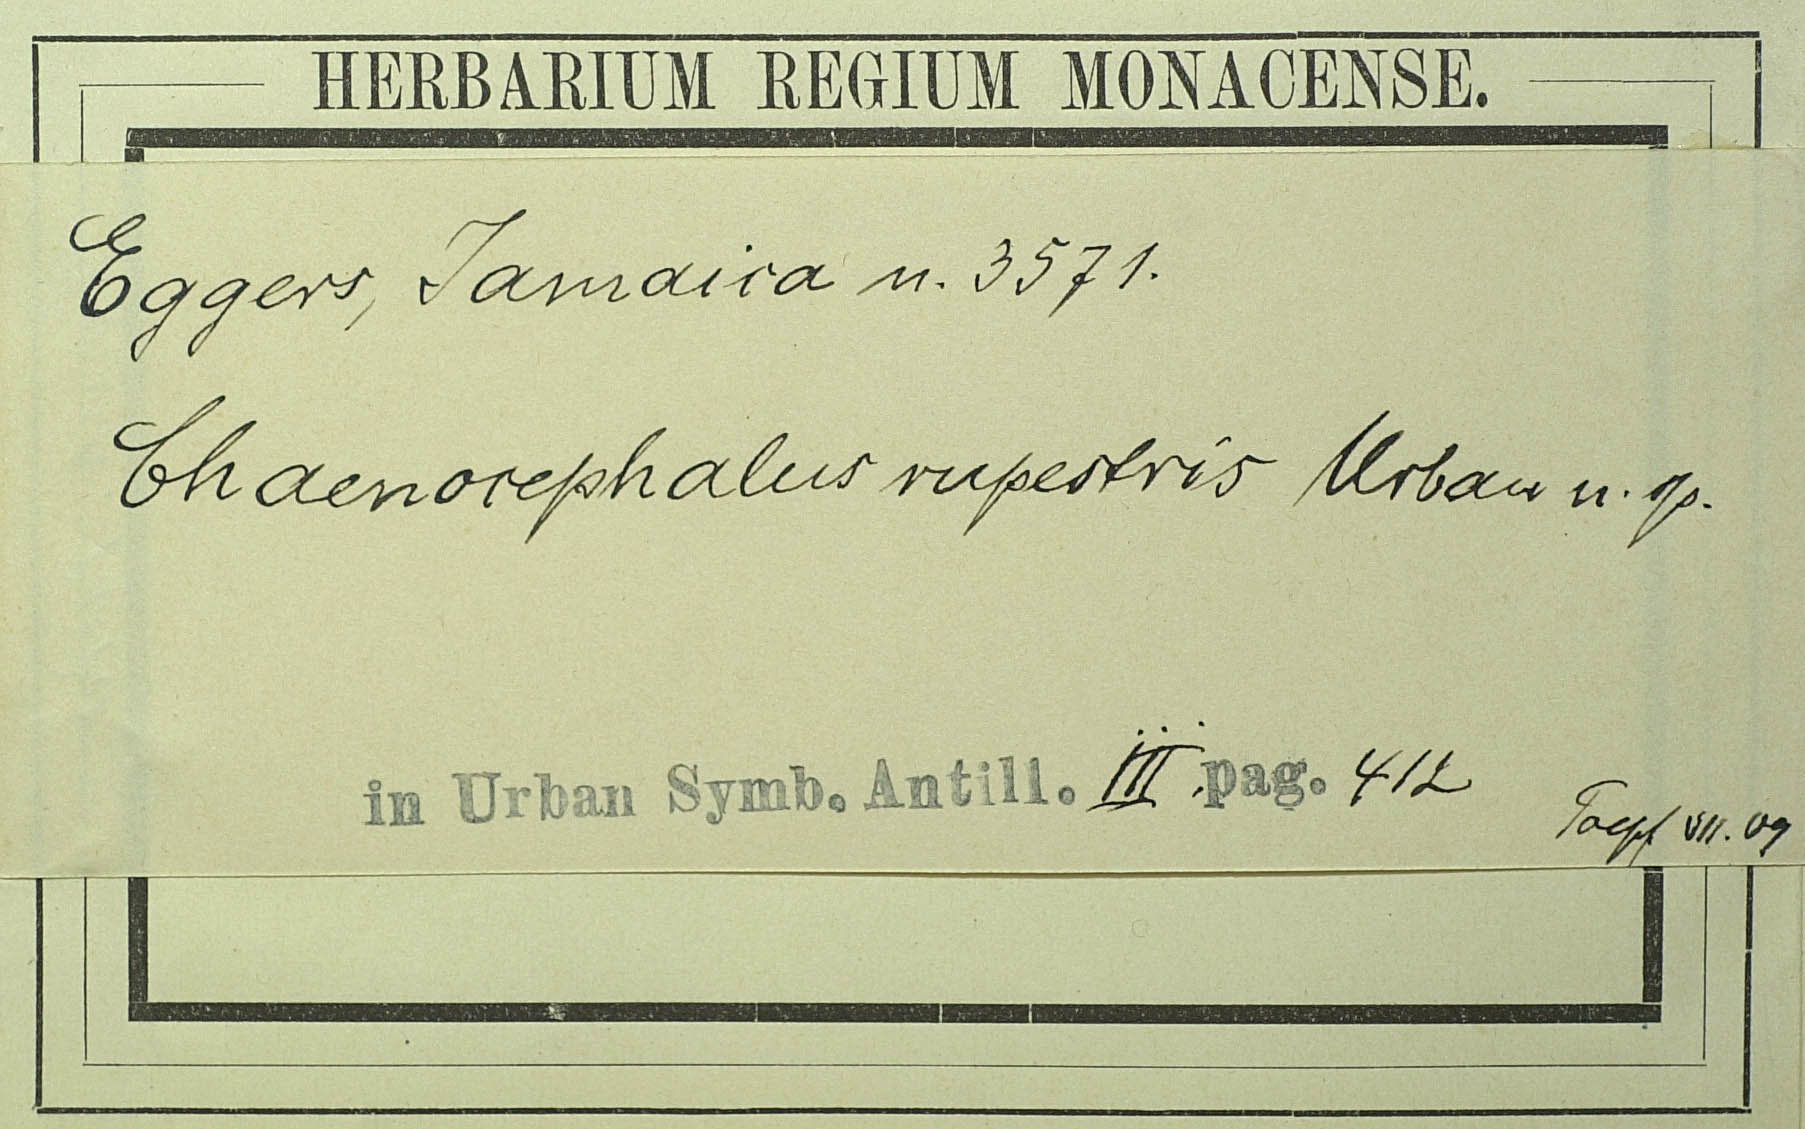 HERBARIUM REGIUM MONACENSE.
Eggers, Jamaica n. 3571.
Chaenocephalus rupestris Urban n. sp.
in Urban Symb. Antill. III. pag. 412
Toepf VII. 09